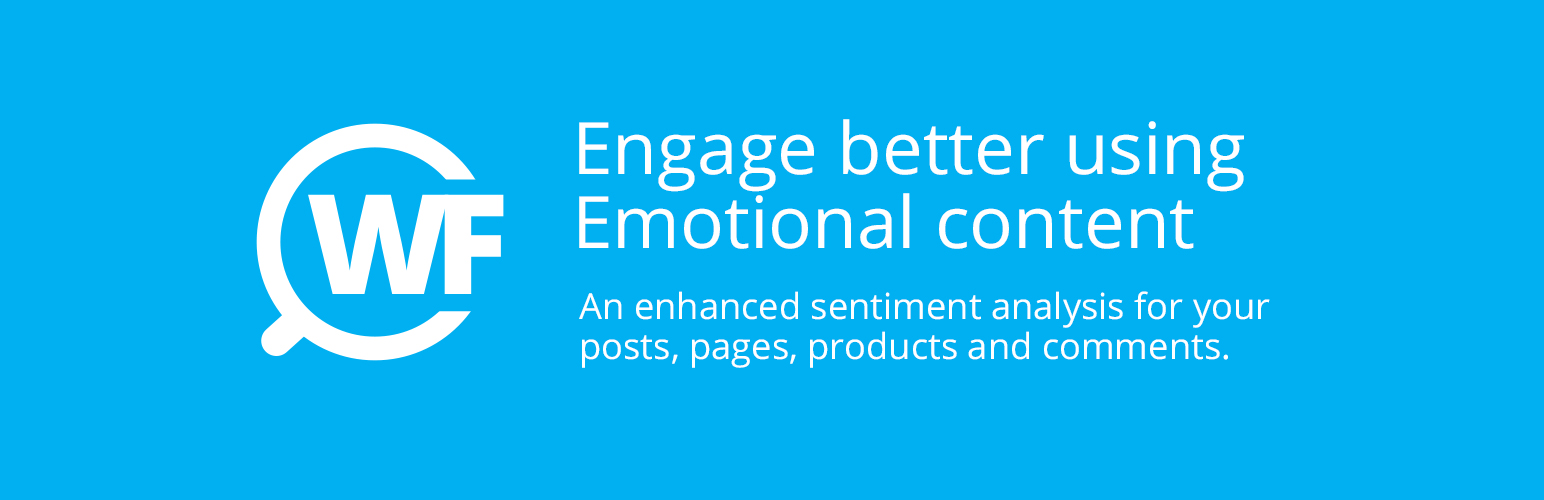 WF
Engage better using
Emotional content
An enhanced sentiment analysis for your
posts, pages, products and comments.